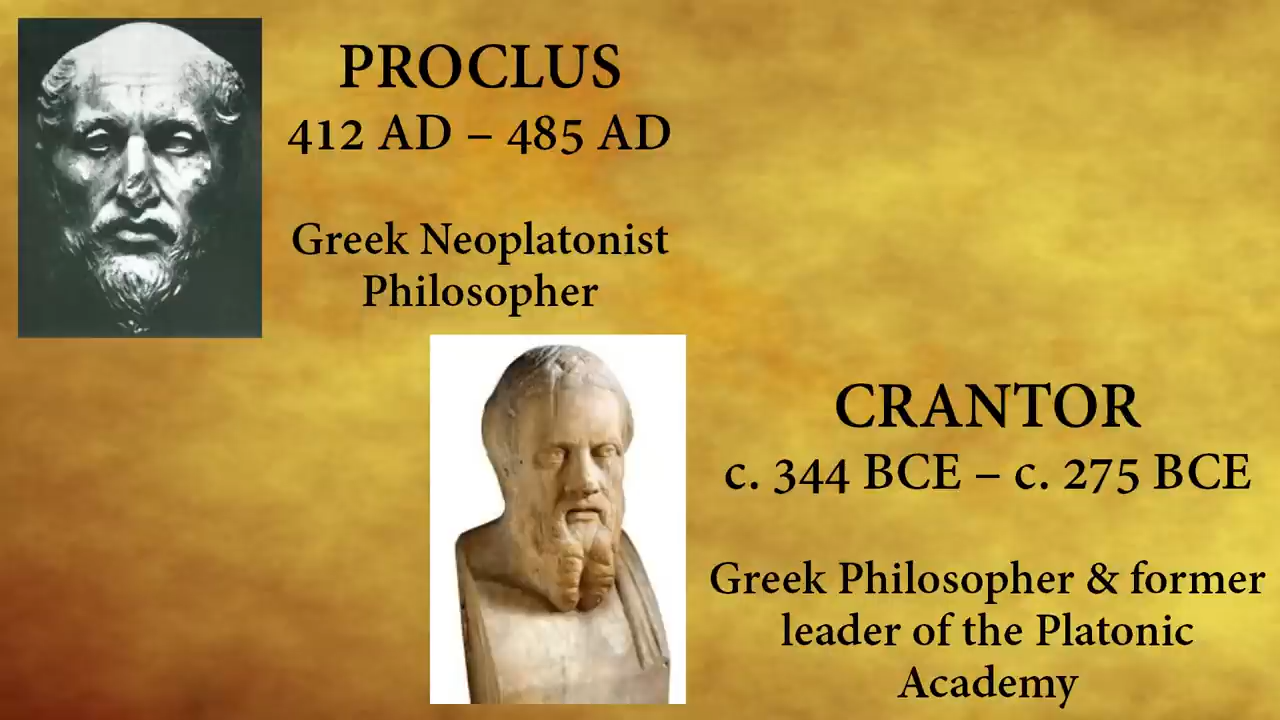 PROCLUS
412 AD – 485 AD
Greek Neoplatonist
Philosopher
CRANTOR
c. 344 BCE – c. 275 BCE
Greek Philosopher & former
leader of the Platonic
Academy